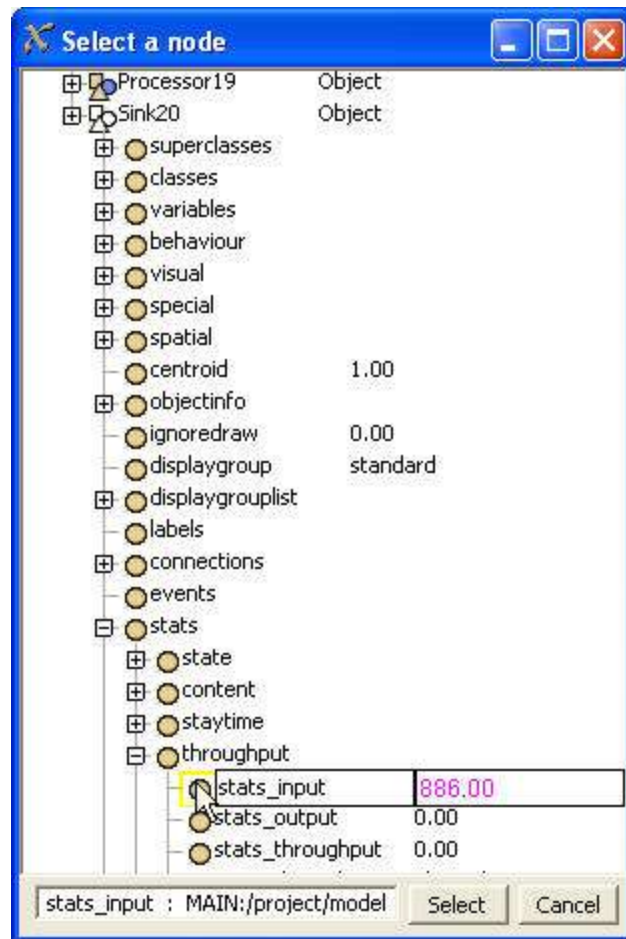 Select a node
Processor19 Object
Sink20 Object
superclasses
classes
variables
behaviour
visual
special
spatial
centroid 1.00
objectinfo
ignoredraw 0.00
displaygroup standard
displaygrouplist
labels
connections
events
stats
state
content
staytime
throughput
stats_input 886.00
stats_output 0.00
stats_throughput 0.00
stats_input : MAIN:/project/model Select Cancel